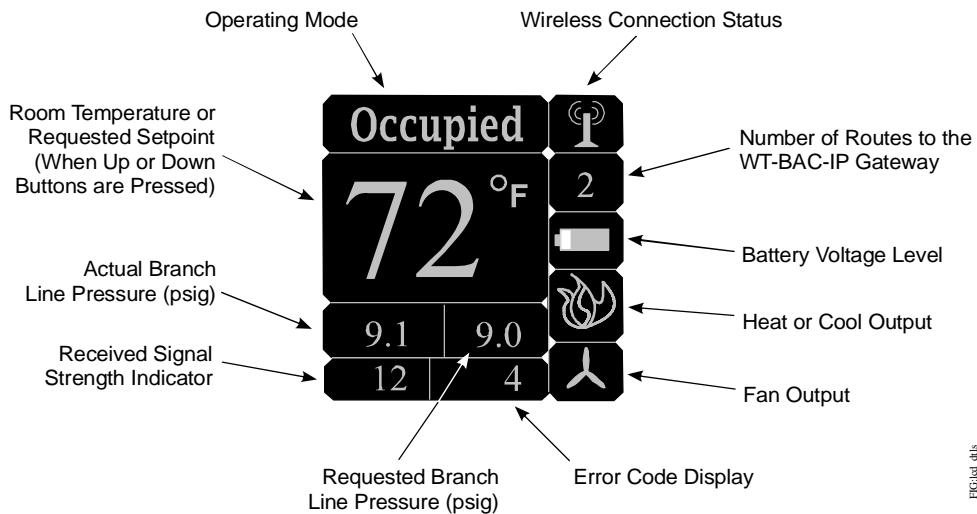 Operating Mode
Wireless Connection Status
Room Temperature or
Requested Setpoint
(When Up or Down
Buttons are Pressed)
Occupied
72 °F
2
Number of Routes to the
WT-BAC-IP Gateway
Battery Voltage Level
Actual Branch
Line Pressure (psig)
9.1
9.0
Heat or Cool Output
Received Signal
Strength Indicator
12
4
Fan Output
Requested Branch
Line Pressure (psig)
Error Code Display
FIG:lcd_dtls